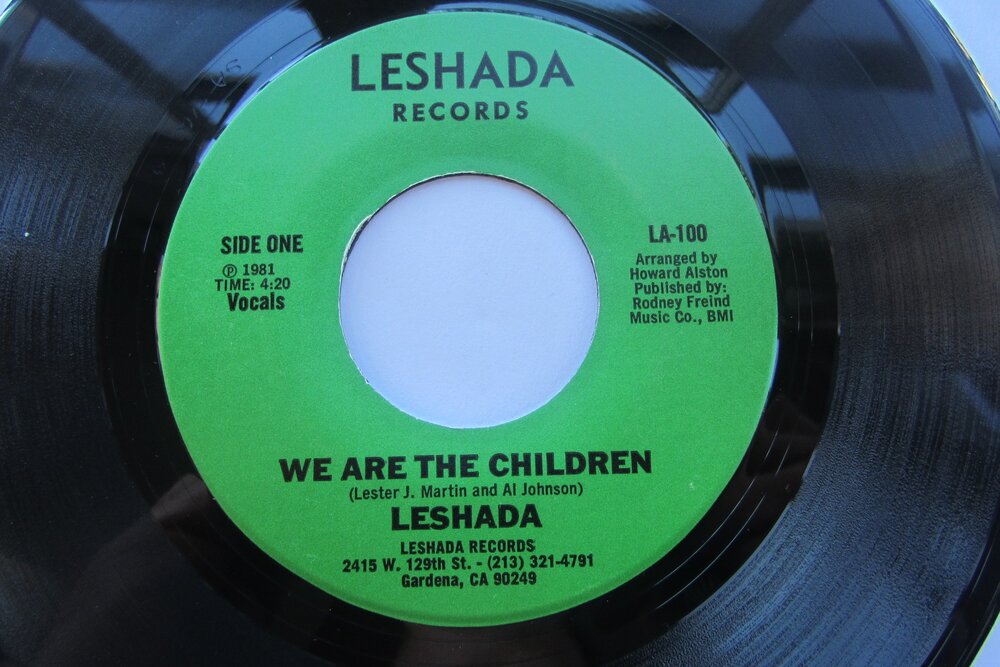 LESHADA
RECORDS
SIDE ONE
℗ 1981
TIME: 4:20
Vocals
LA-100
Arranged by
Howard Alston
Published by:
Rodney Freind
Music Co., BMI
WE ARE THE CHILDREN
(Lester J. Martin and Al Johnson)
LESHADA
LESHADA RECORDS
2415 W. 129th St. - (213) 321-4791
Gardena, CA 90249